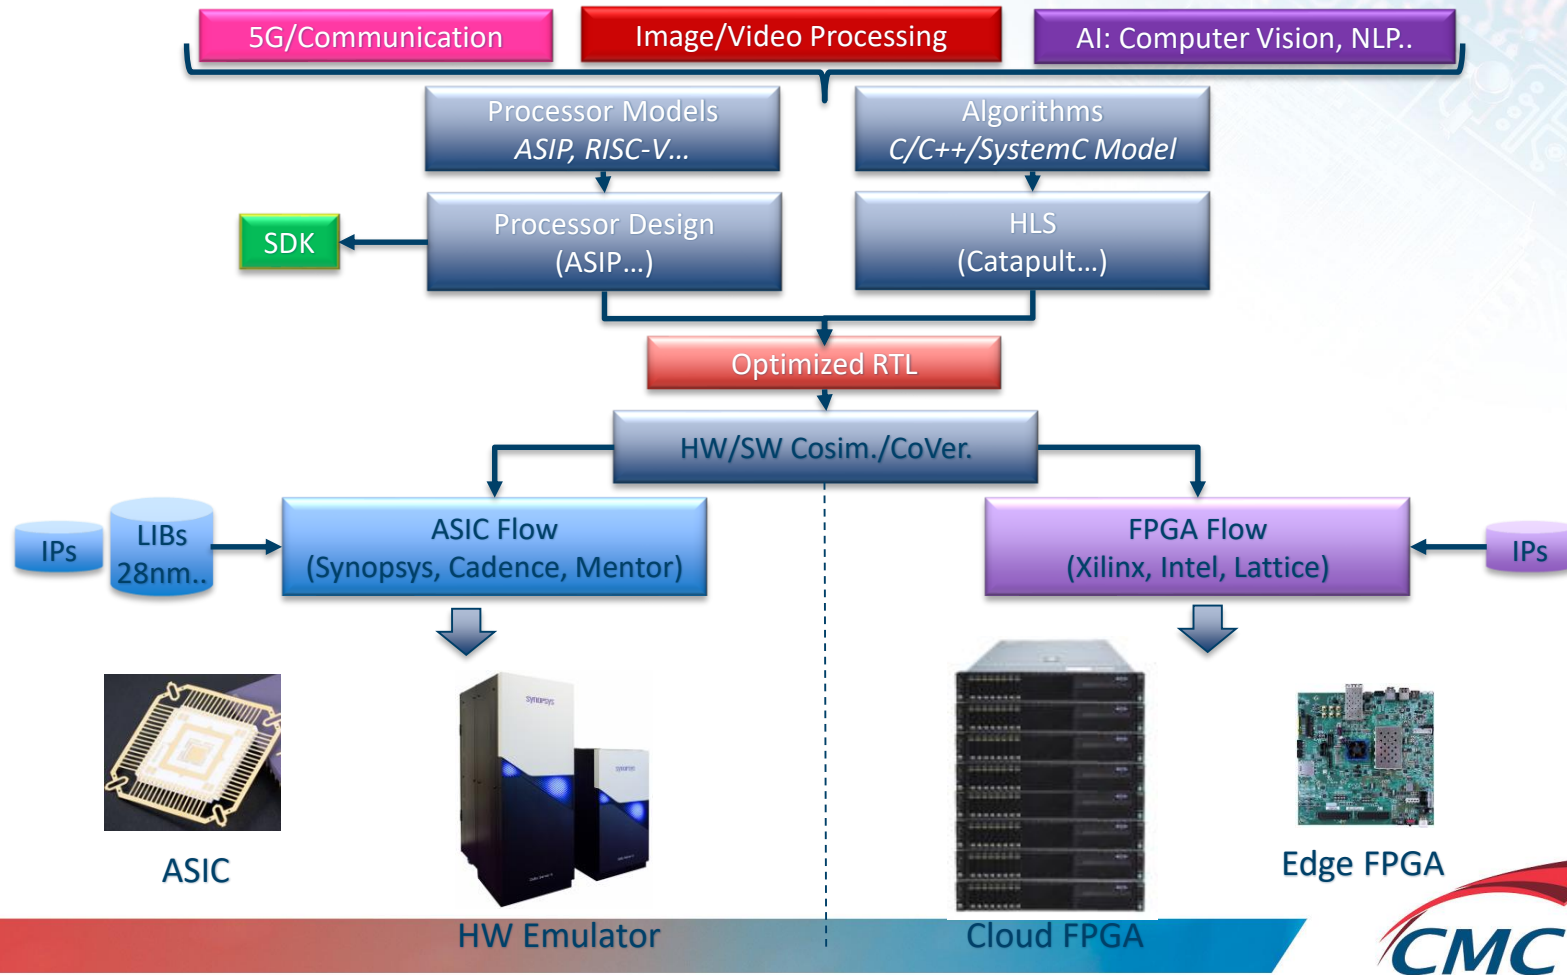 5G/Communication
Image/Video Processing
AI: Computer Vision, NLP..
Processor Models
ASIP, RISC-V...
Algorithms
C/C++/SystemC Model
SDK
Processor Design
(ASIP...)
HLS
(Catapult...)
Optimized RTL
HW/SW Cosim./CoVer.
IPs
LIBs
28nm..
ASIC Flow
(Synopsys, Cadence, Mentor)
FPGA Flow
(Xilinx, Intel, Lattice)
IPs
synopsys
synopsys
ASIC
HW Emulator
Cloud FPGA
Edge FPGA
CMC